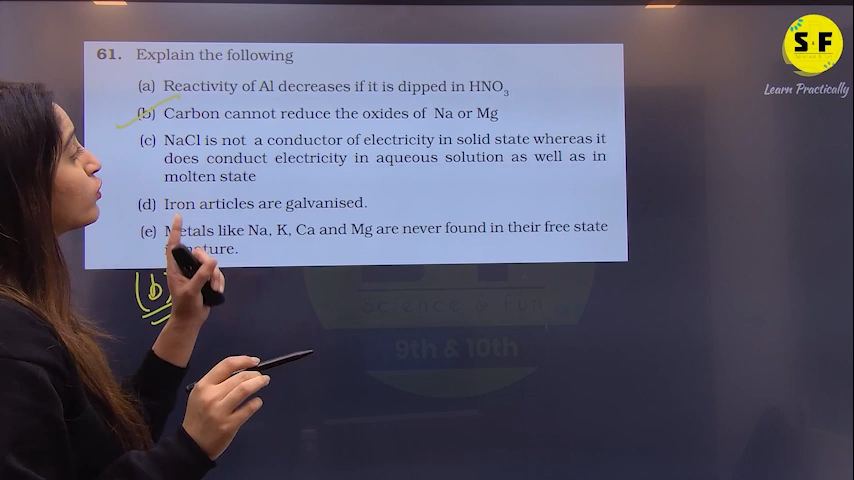 S&F
Learn Practically
61. Explain the following
(a) Reactivity of Al decreases if it is dipped in HNO3
(b) Carbon cannot reduce the oxides of Na or Mg
(c) NaCl is not a conductor of electricity in solid state whereas it
does conduct electricity in aqueous solution as well as in
molten state
(d) Iron articles are galvanised.
(e) Metals like Na, K, Ca and Mg are never found in their free state
in nature.
(b)
Science & Fun
9th & 10th